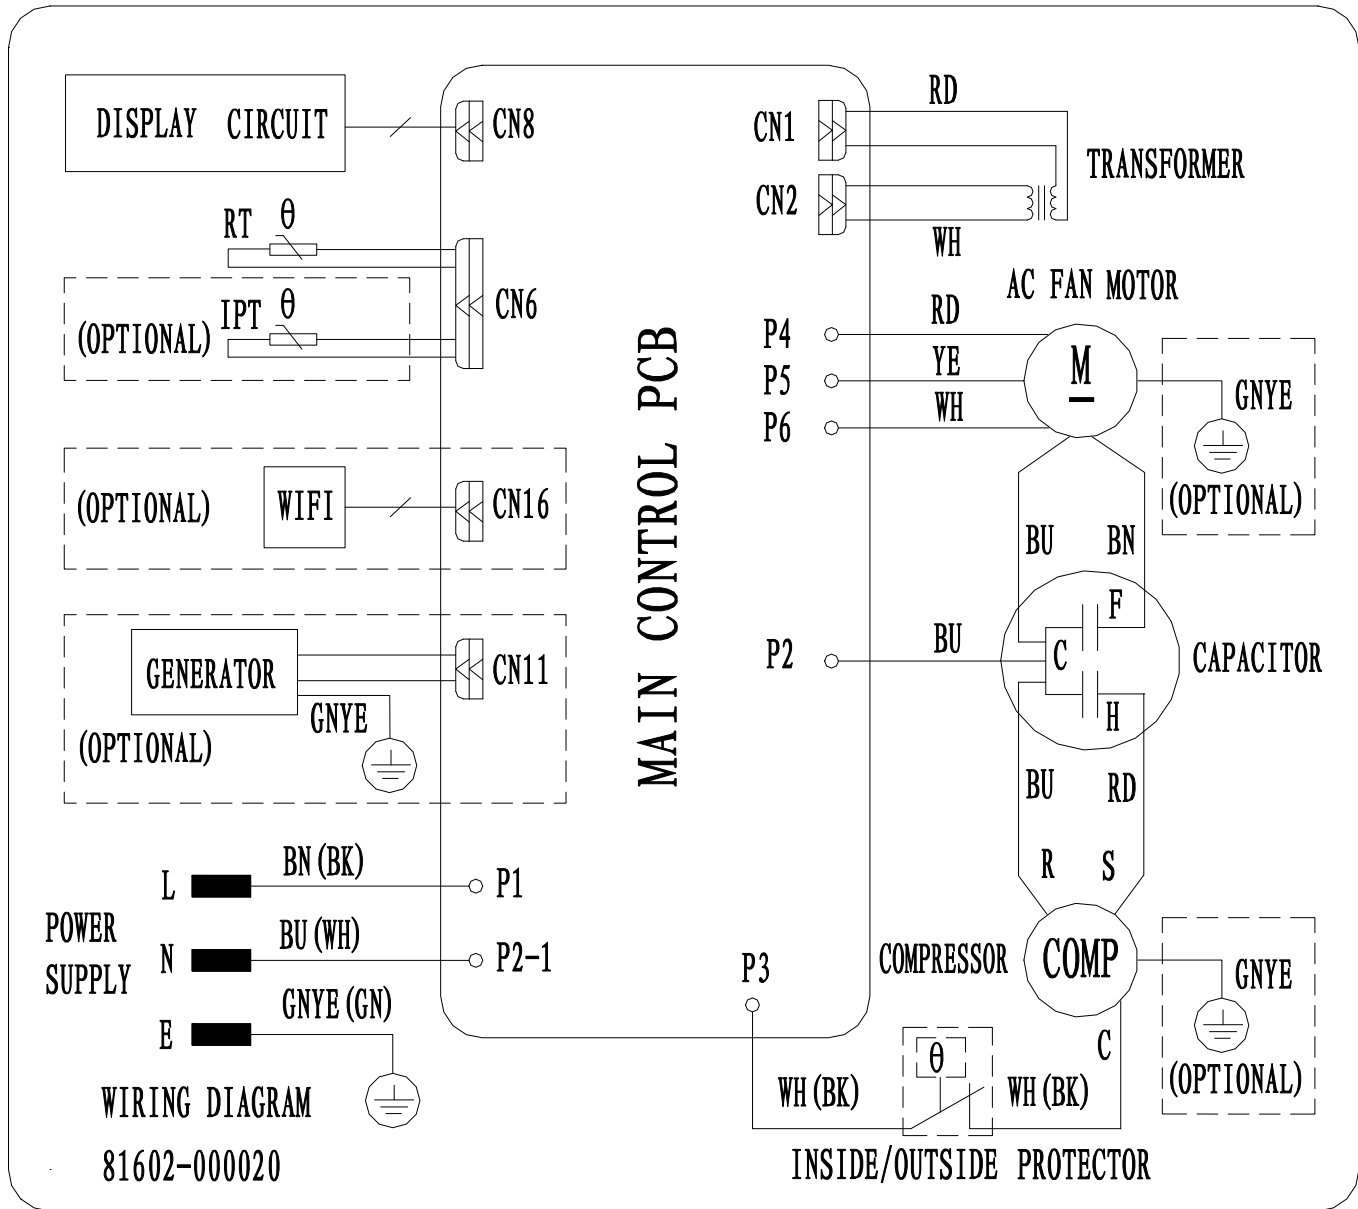 DISPLAY CIRCUIT
CN8
CN1
RD
TRANSFORMER
CN2
WH
RT
θ
CN6
(OPTIONAL)
IPT
θ
AC FAN MOTOR
P4
RD
P5
YE
M
P6
WH
GNYE
(OPTIONAL)
(OPTIONAL)
WIFI
CN16
MAIN CONTROL PCB
BU
BN
GENERATOR
CN11
GNYE
(OPTIONAL)
P2
BU
F
C
H
CAPACITOR
BU
RD
R
S
POWER
SUPPLY
L
BN(BK)
P1
N
BU(WH)
P2-1
E
GNYE(GN)
P3
COMPRESSOR
COMP
GNYE
(OPTIONAL)
C
θ
WH(BK)
WH(BK)
INSIDE/OUTSIDE PROTECTOR
WIRING DIAGRAM
81602-000020